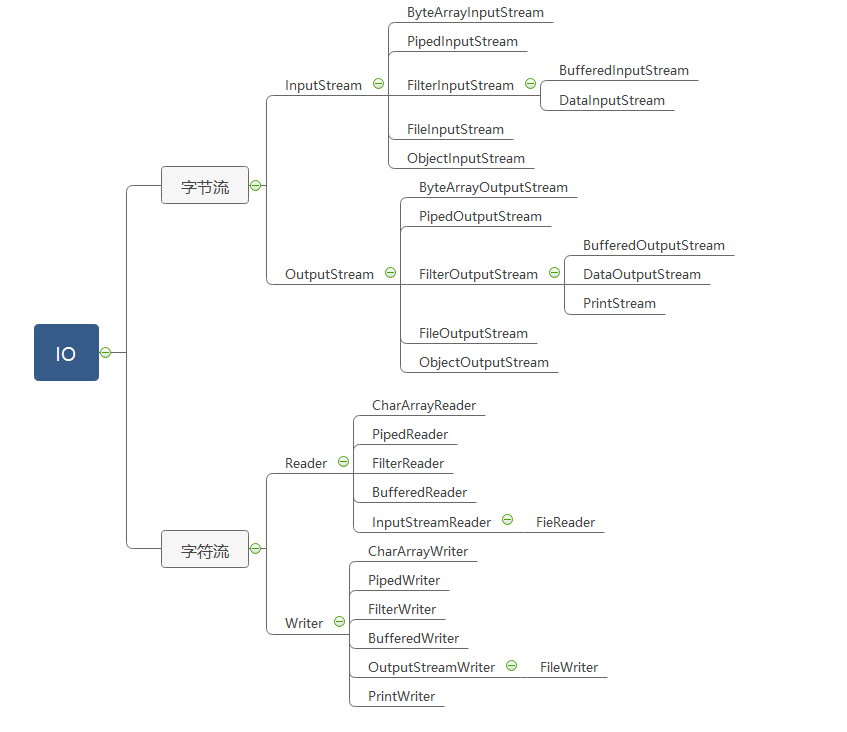 IO
字节流
InputStream
ByteArrayInputStream
PipedInputStream
FilterInputStream
BufferedInputStream
DataInputStream
FileInputStream
ObjectInputStream
OutputStream
ByteArrayOutputStream
PipedOutputStream
FilterOutputStream
BufferedOutputStream
DataOutputStream
PrintStream
FileOutputStream
ObjectOutputStream
字符流
Reader
CharArrayReader
PipedReader
FilterReader
BufferedReader
InputStreamReader
FieReader
Writer
CharArrayWriter
PipedWriter
FilterWriter
BufferedWriter
OutputStreamWriter
FileWriter
PrintWriter